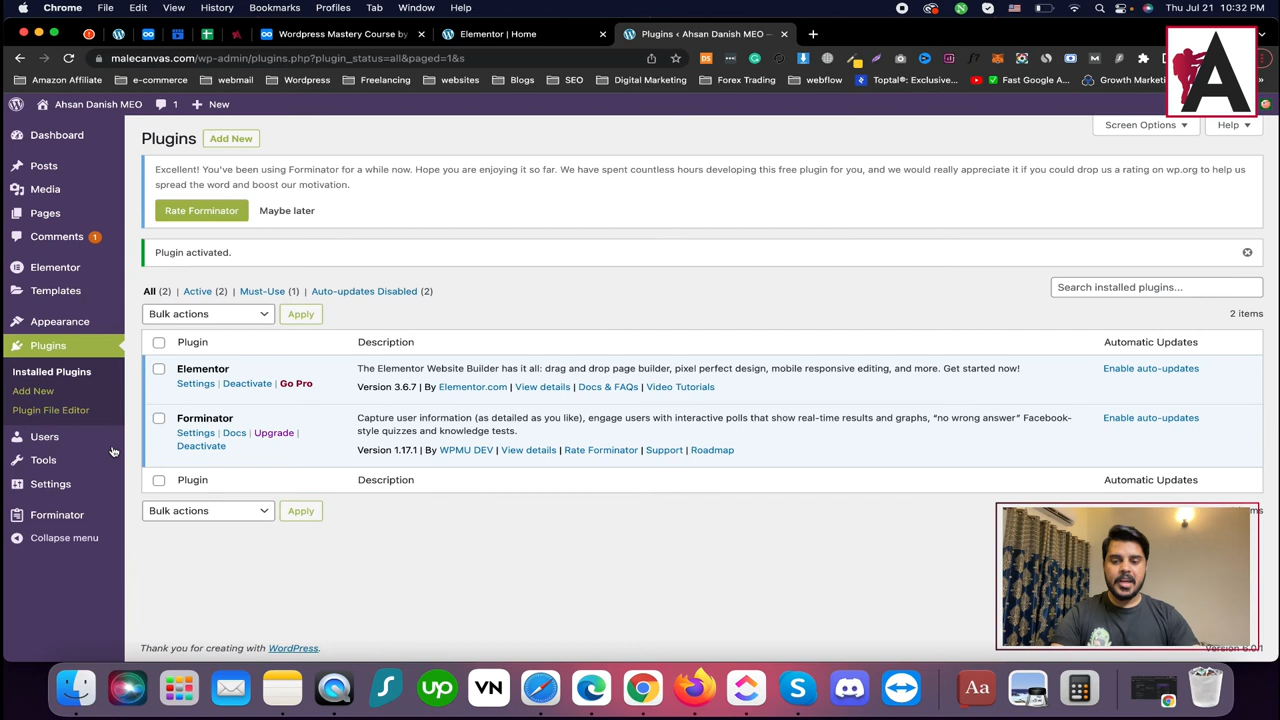 Chrome File Edit View History Bookmarks Profiles Tab Window Help Thu Jul 21 10:32 PM
Wordpress Mastery Course by Elementor | Home Plugins ‹ Ahsan Danish MEO —
malecanvas.com/wp-admin/plugins.php?plugin_status=all&paged=1&s
Amazon Affiliate e-commerce webmail Wordpress Freelancing websites Blogs SEO Digital Marketing Forex Trading webflow Toptal®: Exclusive... Fast Google A... Growth Marketing
A
Ahsan Danish MEO 1 New
Screen Options Help
Dashboard
Posts
Media
Pages
Comments 1
Elementor
Templates
Appearance
Plugins
Installed Plugins
Add New
Plugin File Editor
Users
Tools
Settings
Forminator
Collapse menu
Plugins Add New
Excellent! You've been using Forminator for a while now. Hope you are enjoying it so far. We have spent countless hours developing this free plugin for you, and we would really appreciate it if you could drop us a rating on wp.org to help us
spread the word and boost our motivation.
Rate Forminator Maybe later
Plugin activated.
All (2) | Active (2) | Must-Use (1) | Auto-updates Disabled (2)
Search installed plugins...
Bulk actions Apply
2 items
Plugin Description Automatic Updates
Elementor The Elementor Website Builder has it all: drag and drop page builder, pixel perfect design, mobile responsive editing, and more. Get started now! Enable auto-updates
Settings | Deactivate | Go Pro Version 3.6.7 | By Elementor.com | View details | Docs & FAQs | Video Tutorials
Forminator Capture user information (as detailed as you like), engage users with interactive polls that show real-time results and graphs, “no wrong answer” Facebook- Enable auto-updates
style quizzes and knowledge tests.
Settings | Docs | Upgrade |
Deactivate
Version 1.17.1 | By WPMU DEV | View details | Rate Forminator | Support | Roadmap
Plugin Description Automatic Updates
Bulk actions Apply
Thank you for creating with WordPress.
up VN Aa